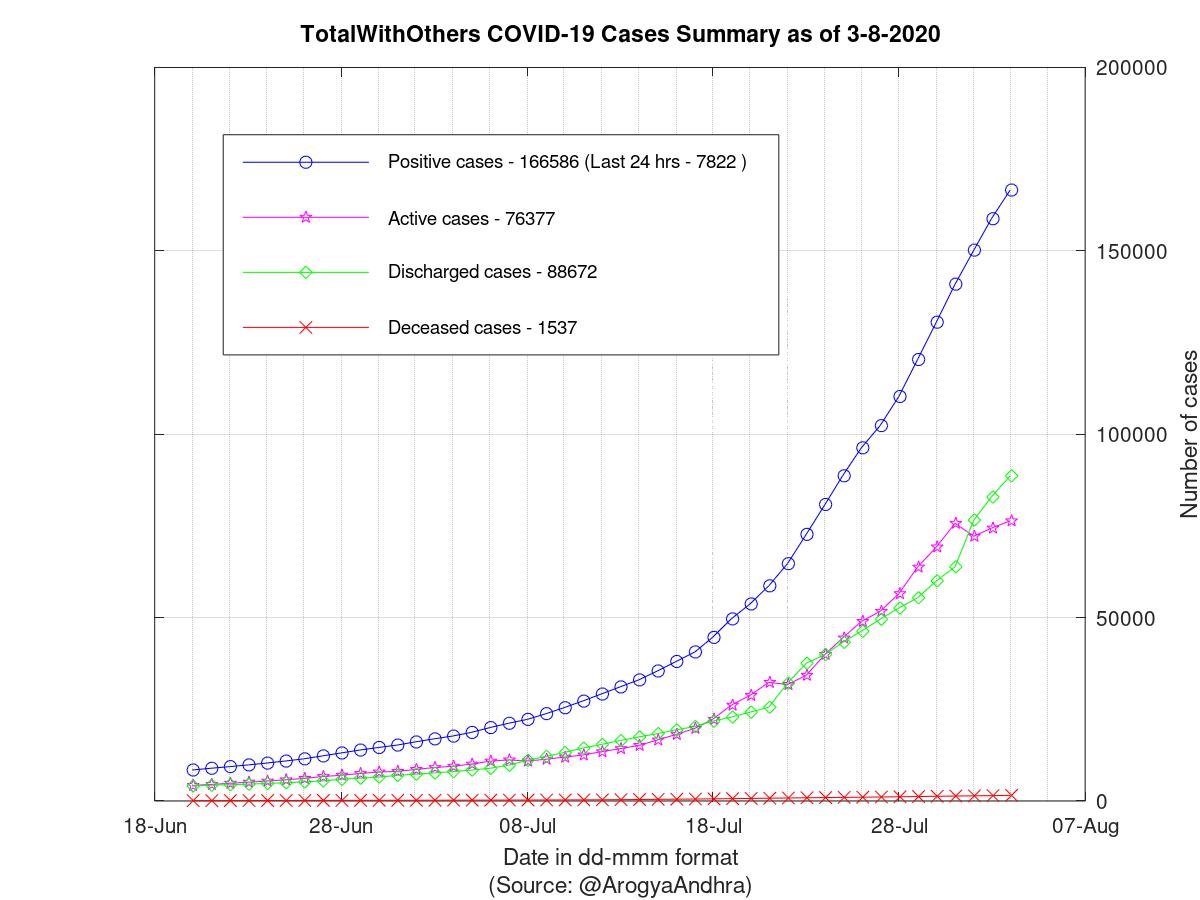 TotalWithOthers COVID-19 Cases Summary as of 3-8-2020
200000
Positive cases - 166586 (Last 24 hrs - 7822 )
Active cases - 76377
150000
Discharged cases - 88672
Deceased cases - 1537
100000
Number of cases
50000
0
18-Jun 28-Jun 08-Jul 18-Jul 28-Jul 07-Aug
Date in dd-mmm format
(Source: @ArogyaAndhra)